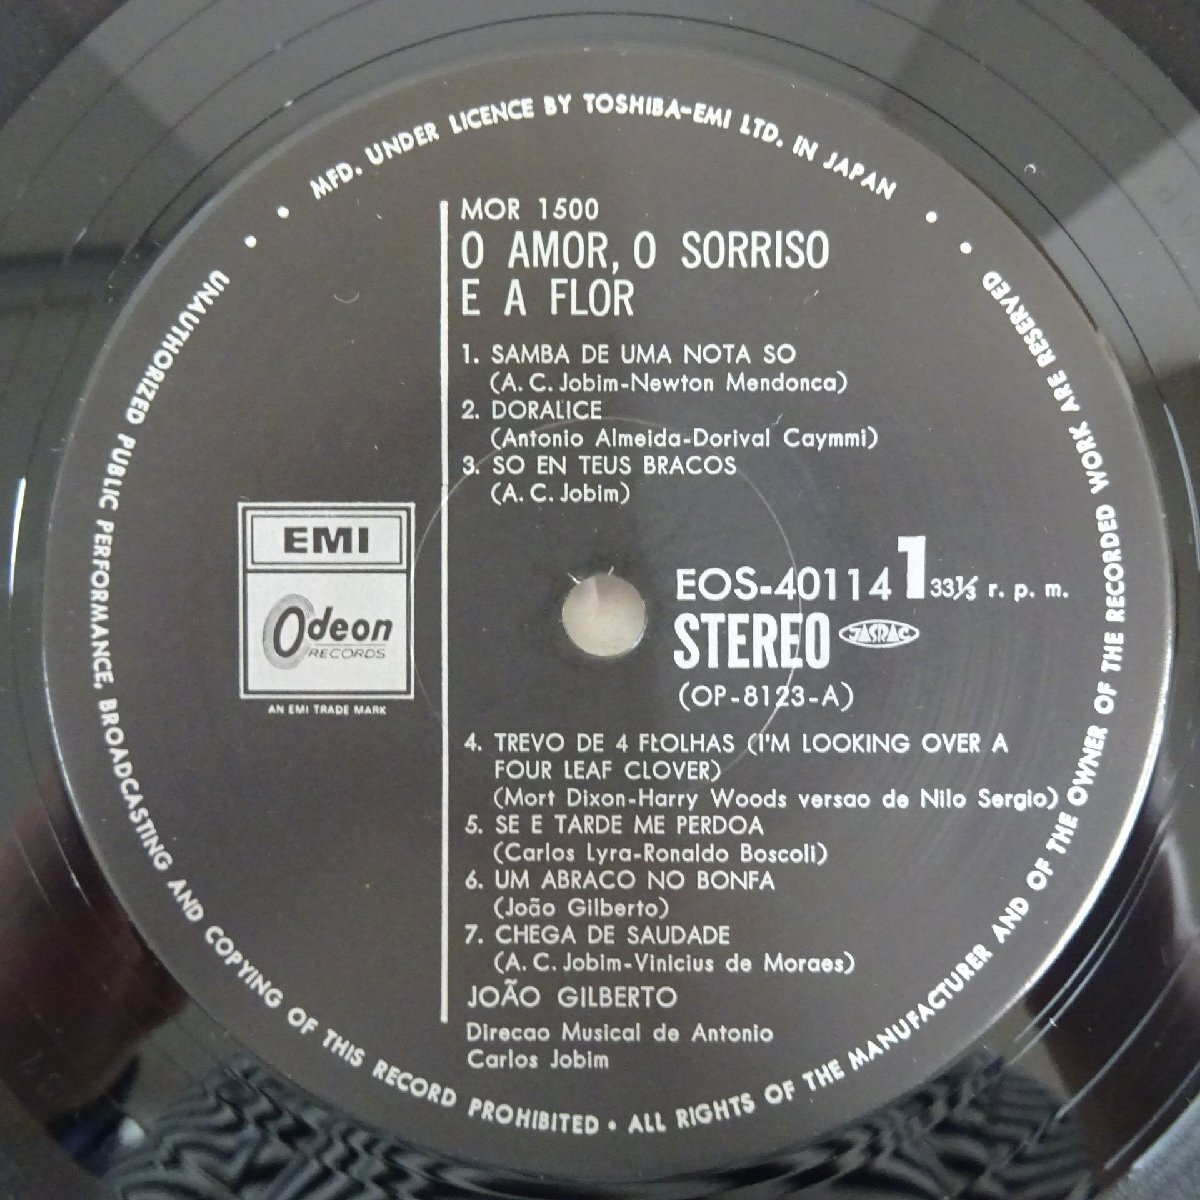 MFD. UNDER LICENCE BY TOSHIBA-EMI LTD. IN JAPAN
MOR 1500
O AMOR, O SORRISO
E A FLOR
1. SAMBA DE UMA NOTA SO
(A. C. Jobim-Newton Mendonca)
2. DORALICE
(Antonio Almeida-Dorival Caymmi)
3. SO EN TEUS BRACOS
(A. C. Jobim)
EMI
Odeon
RECORDS
AN EMI TRADE MARK
EOS-40114 1 33⅓ r. p. m.
STEREO JASRAC
(OP-8123-A)
4. TREVO DE 4 FLOLHAS (I'M LOOKING OVER A
FOUR LEAF CLOVER)
(Mort Dixon-Harry Woods versao de Nilo Sergio)
5. SE E TARDE ME PERDOA
(Carlos Lyra-Ronaldo Boscoli)
6. UM ABRACO NO BONFA
(João Gilberto)
7. CHEGA DE SAUDADE
(A. C. Jobim-Vinicius de Moraes)
JOÃO GILBERTO
Direcao Musical de Antonio
Carlos Jobim
UNAUTHORIZED PUBLIC PERFORMANCE, BROADCASTING AND COPYING OF THIS RECORD PROHIBITED • ALL RIGHTS OF THE MANUFACTURER AND OF THE OWNER OF THE RECORDED WORK ARE RESERVED